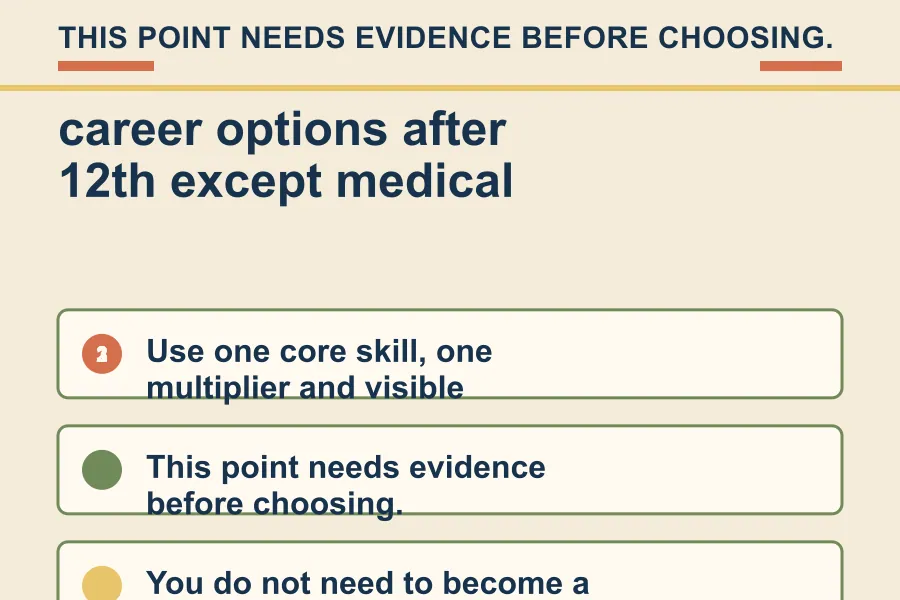 THIS POINT NEEDS EVIDENCE BEFORE CHOOSING.
career options after
12th except medical
Use one core skill, one
multiplier and visible
This point needs evidence
before choosing.
You do not need to become a